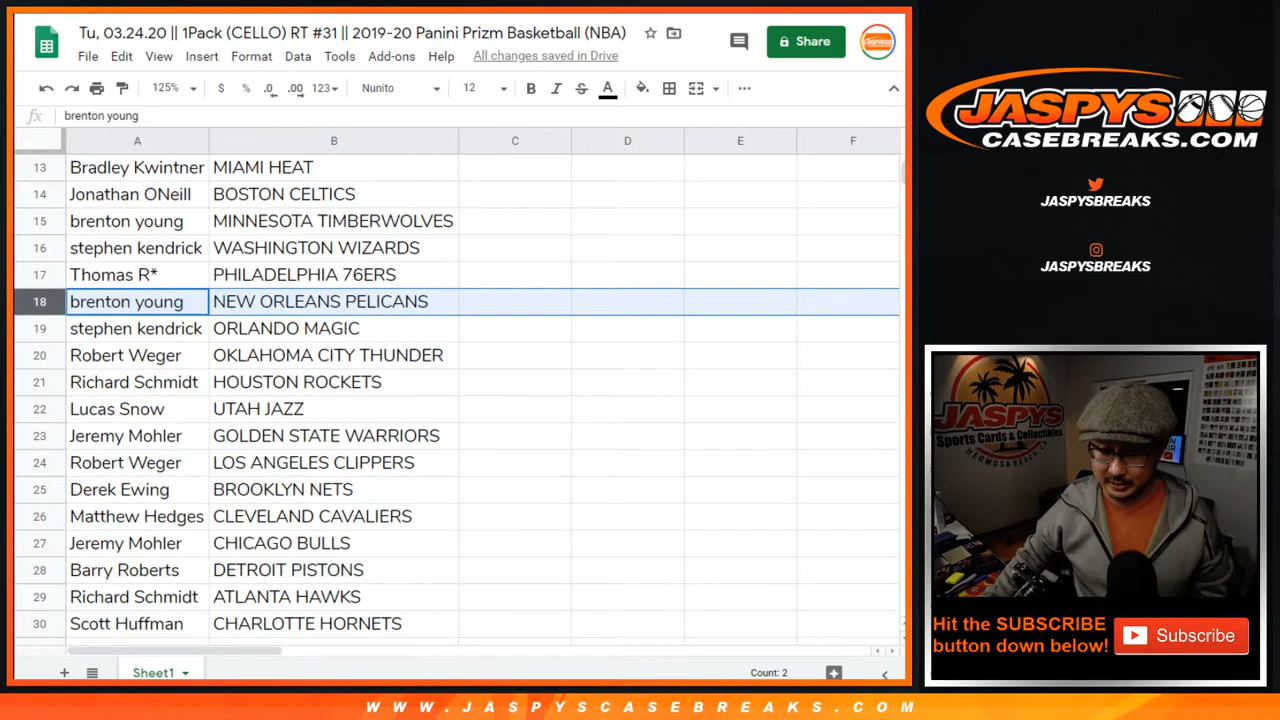 Tu, 03.24.20 || 1Pack (CELLO) RT #31 || 2019-20 Panini Prizm Basketball (NBA)
File Edit View Insert Format Data Tools Add-ons Help All changes saved in Drive
Share
125% $ % .0 .00 123 Nunito 12 B I S A
fx brenton young
A B C D E F
13 Bradley Kwintner MIAMI HEAT
14 Jonathan ONeill BOSTON CELTICS
15 brenton young MINNESOTA TIMBERWOLVES
16 stephen kendrick WASHINGTON WIZARDS
17 Thomas R* PHILADELPHIA 76ERS
18 brenton young NEW ORLEANS PELICANS
19 stephen kendrick ORLANDO MAGIC
20 Robert Weger OKLAHOMA CITY THUNDER
21 Richard Schmidt HOUSTON ROCKETS
22 Lucas Snow UTAH JAZZ
23 Jeremy Mohler GOLDEN STATE WARRIORS
24 Robert Weger LOS ANGELES CLIPPERS
25 Derek Ewing BROOKLYN NETS
26 Matthew Hedges CLEVELAND CAVALIERS
27 Jeremy Mohler CHICAGO BULLS
28 Barry Roberts DETROIT PISTONS
29 Richard Schmidt ATLANTA HAWKS
30 Scott Huffman CHARLOTTE HORNETS
Sheet1 Count: 2
JASPYS
CASEBREAKS.COM
JASPYSBREAKS
JASPYSBREAKS
JASPYS
Sports Cards & Collectibles
HERMOSA BEACH,
Hit the SUBSCRIBE
button down below!
Subscribe
WWW.JASPYSCASEBREAKS.COM